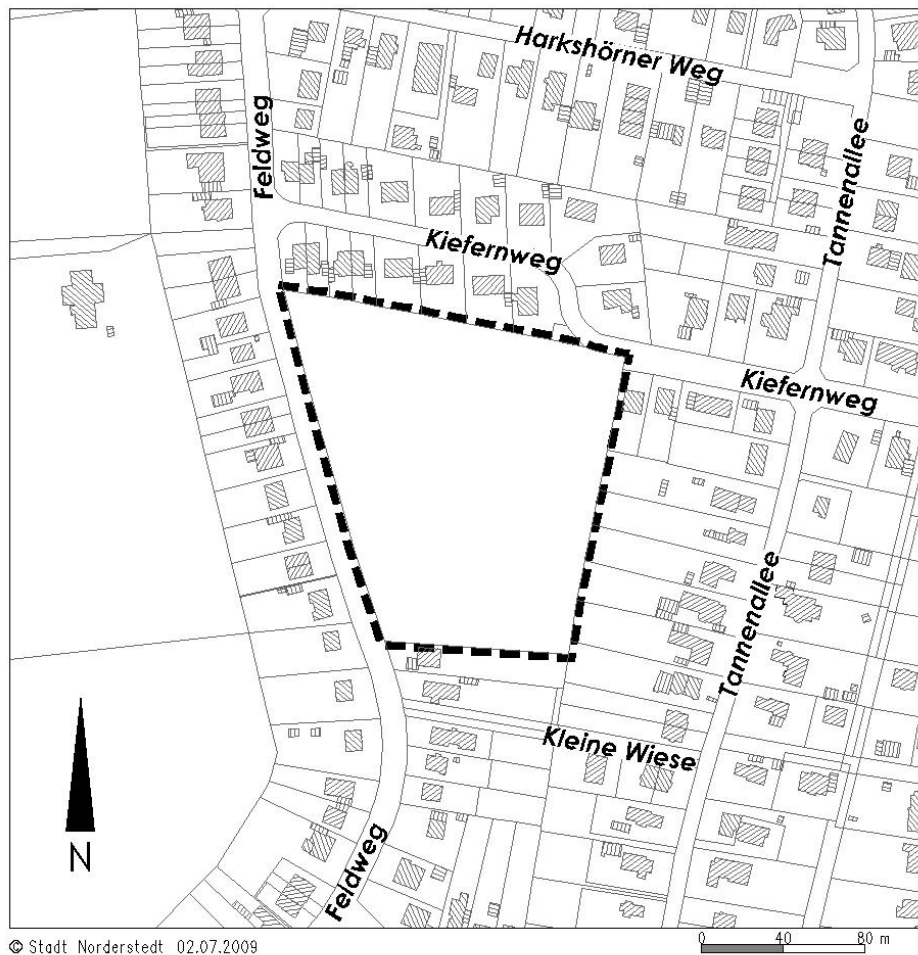 Harkshörner Weg
Feldweg
Tannenallee
Kiefernweg
Kiefernweg
Tannenallee
Kleine Wiese
N
Feldweg
© Stadt Norderstedt 02.07.2009
0 40 80 m